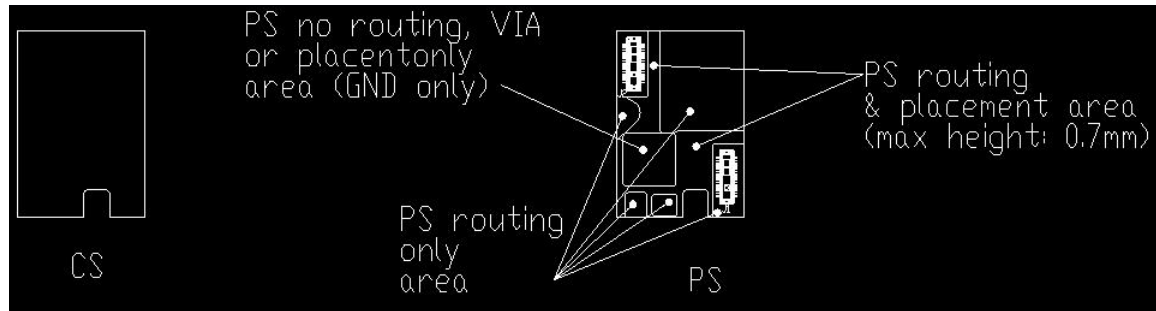 PS no routing, VIA
or placentonly
area (GND only)
PS routing
& placement area
(max height: 0.7mm)
PS routing
only
area
CS
PS